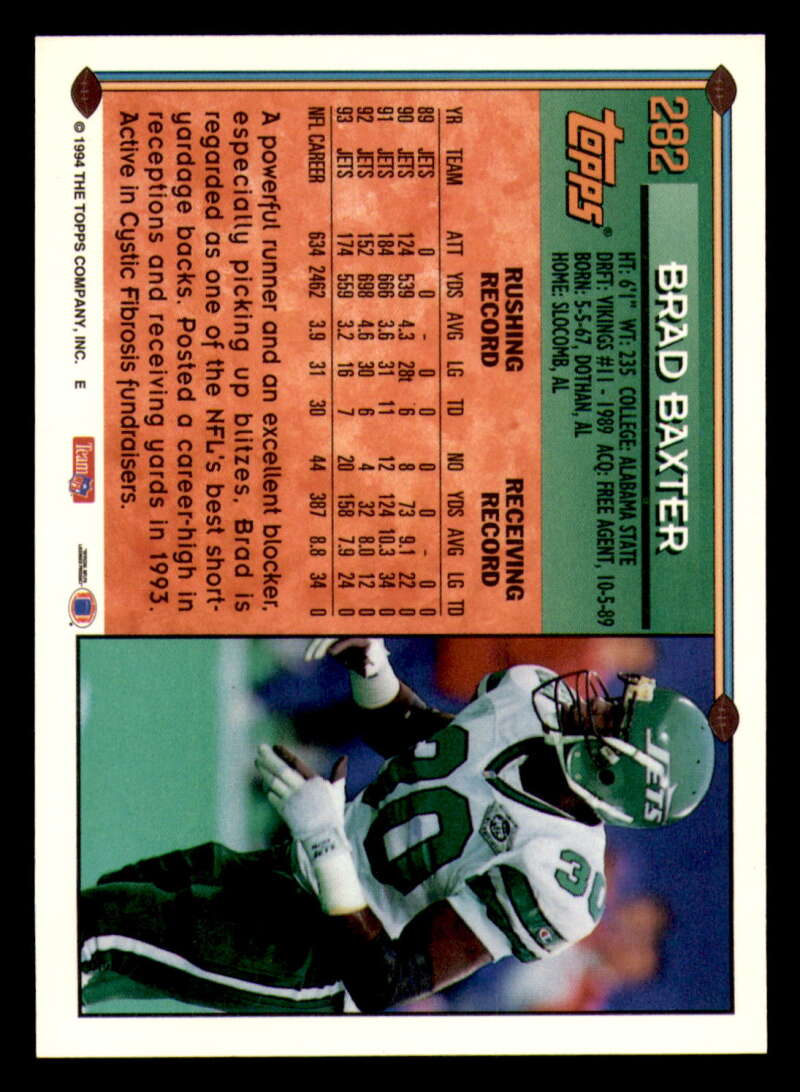 282
BRAD BAXTER
topps®
HT: 6'1" WT: 235 COLLEGE: ALABAMA STATE
DRFT: VIKINGS #11 - 1989 ACQ: FREE AGENT, 10-5-89
BORN: 5-5-67, DOTHAN, AL
HOME: SLOCOMB, AL
RUSHING RECEIVING
RECORD RECORD
YR TEAM ATT YDS AVG LG TD NO YDS AVG LG TD
89 JETS 0 0 - 0 0 0 0 - 0 0
90 JETS 124 539 4.3 28t 6 8 73 9.1 22 0
91 JETS 184 666 3.6 31 11 12 124 10.3 34 0
92 JETS 152 698 4.6 30 6 4 32 8.0 12 0
93 JETS 174 559 3.2 16 7 20 158 7.9 24 0
NFL CAREER 634 2462 3.9 31 30 44 387 8.8 34 0
A powerful runner and an excellent blocker,
especially picking up blitzes, Brad is
regarded as one of the NFL's best short-
yardage backs. Posted a career-high in
receptions and receiving yards in 1993.
Active in Cystic Fibrosis fundraisers.
© 1994 THE TOPPS COMPANY, INC. E
Team NFL
JETS
30
30